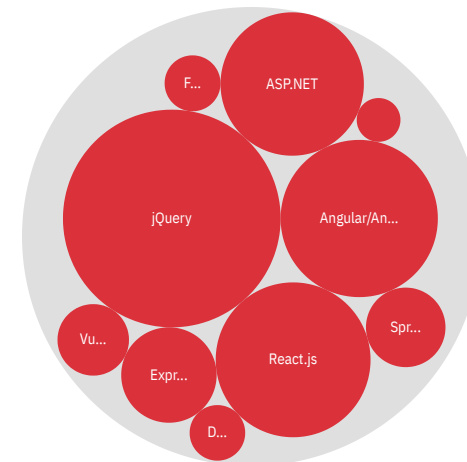 F...
ASP.NET
jQuery
Angular/An...
Spr...
Vu...
React.js
Expr...
D...